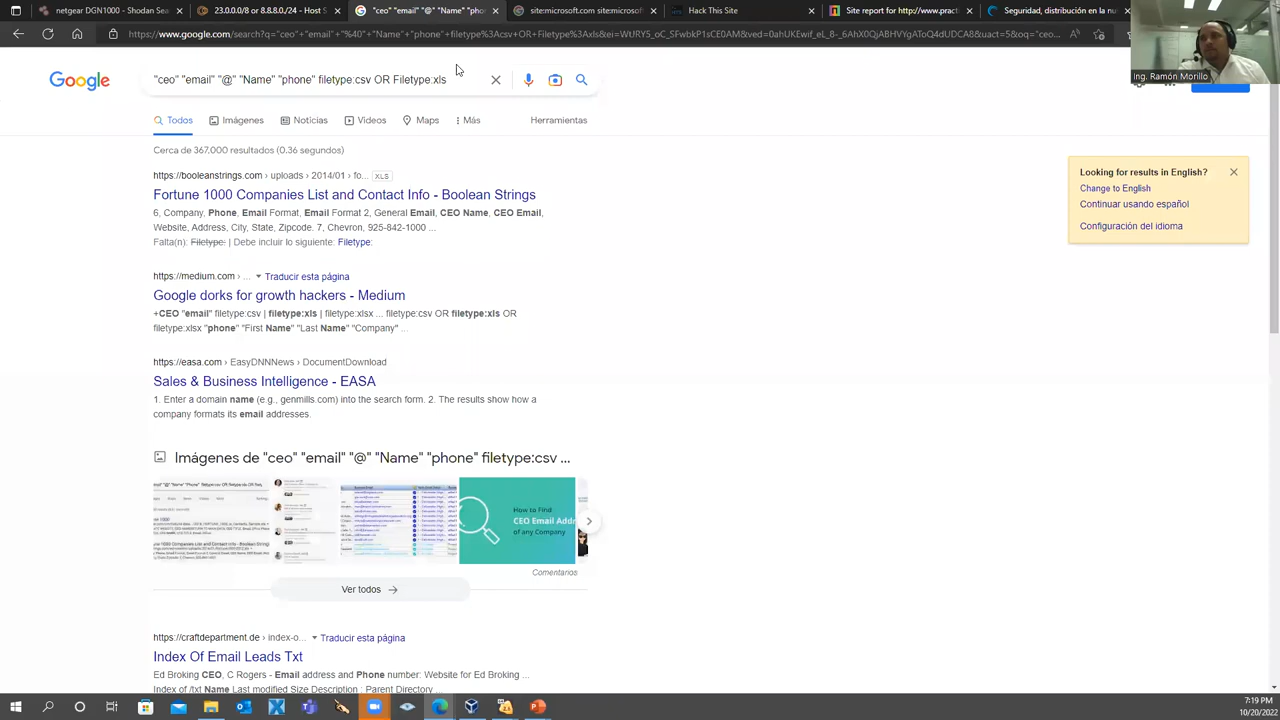 netgear DGN1000 - Shodan Sear
23.0.0.0/8 or 8.8.8.0/24 - Host S
"ceo" "email" "@" "Name" "pho
site:microsoft.com site:microsof
Hack This Site
Site report for http://www.pract
Seguridad, distribución en la nu
https://www.google.com/search?q="ceo"+"email"+"%40"+"Name"+"phone"+filetype%3Acsv+OR+Filetype%3Axls&ei=
Ing. Ramón Morillo
Google
"ceo" "email" "@" "Name" "phone" filetype:csv OR Filetype:xls
Todos
Imágenes
Noticias
Videos
Maps
Más
Herramientas
Cerca de 367,000 resultados (0.36 segundos)
https://booleanstrings.com › uploads › 2014/01 › fo... XLS
Fortune 1000 Companies List and Contact Info - Boolean Strings
6, Company, Phone, Email Format, Email Format 2, General Email, CEO Name, CEO Email,
Website, Address, City, State, Zipcode. 7, Chevron, 925-842-1000 ...
Falta(n): Filetype: | Debe incluir lo siguiente: Filetype:
https://medium.com › ... Traducir esta página
Google dorks for growth hackers - Medium
+CEO "email" filetype:csv | filetype:xls | filetype:xlsx ... filetype:csv OR filetype:xls OR
filetype:xlsx "phone" "First Name" "Last Name" "Company" ...
https://easa.com › EasyDNNNews › DocumentDownload
Sales & Business Intelligence - EASA
1. Enter a domain name (e.g., genmills.com) into the search form. 2. The results show how a
company formats its email addresses.
Imágenes de "ceo" "email" "@" "Name" "phone" filetype:csv ...
How to Find
CEO Email Addr
of any Company
Comentarios
Ver todos
https://craftdepartment.de › index-o... Traducir esta página
Index Of Email Leads Txt
Ed Broking CEO, C Rogers - Email address and Phone number: Website for Ed Broking ...
Index of /txt Name Last modified Size Description : Parent Directory ...
Looking for results in English?
Change to English
Continuar usando español
Configuración del idioma
7:19 PM
10/20/2022